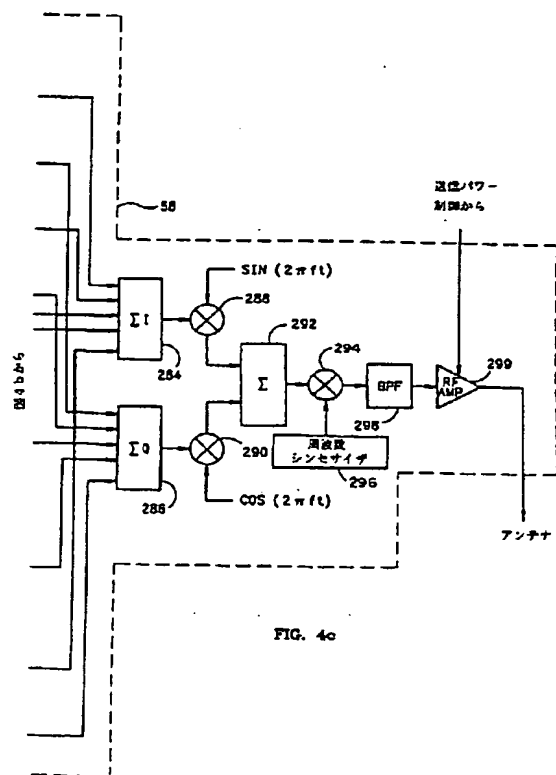 58
送信パワー
制御から
SIN (2πft)
288
ΣI
284
292
Σ
294
BPF
298
RF
AMP
299
図4bから
ΣQ
286
290
COS (2πft)
周波数
シンセサイザ
296
アンテナ
FIG. 4c